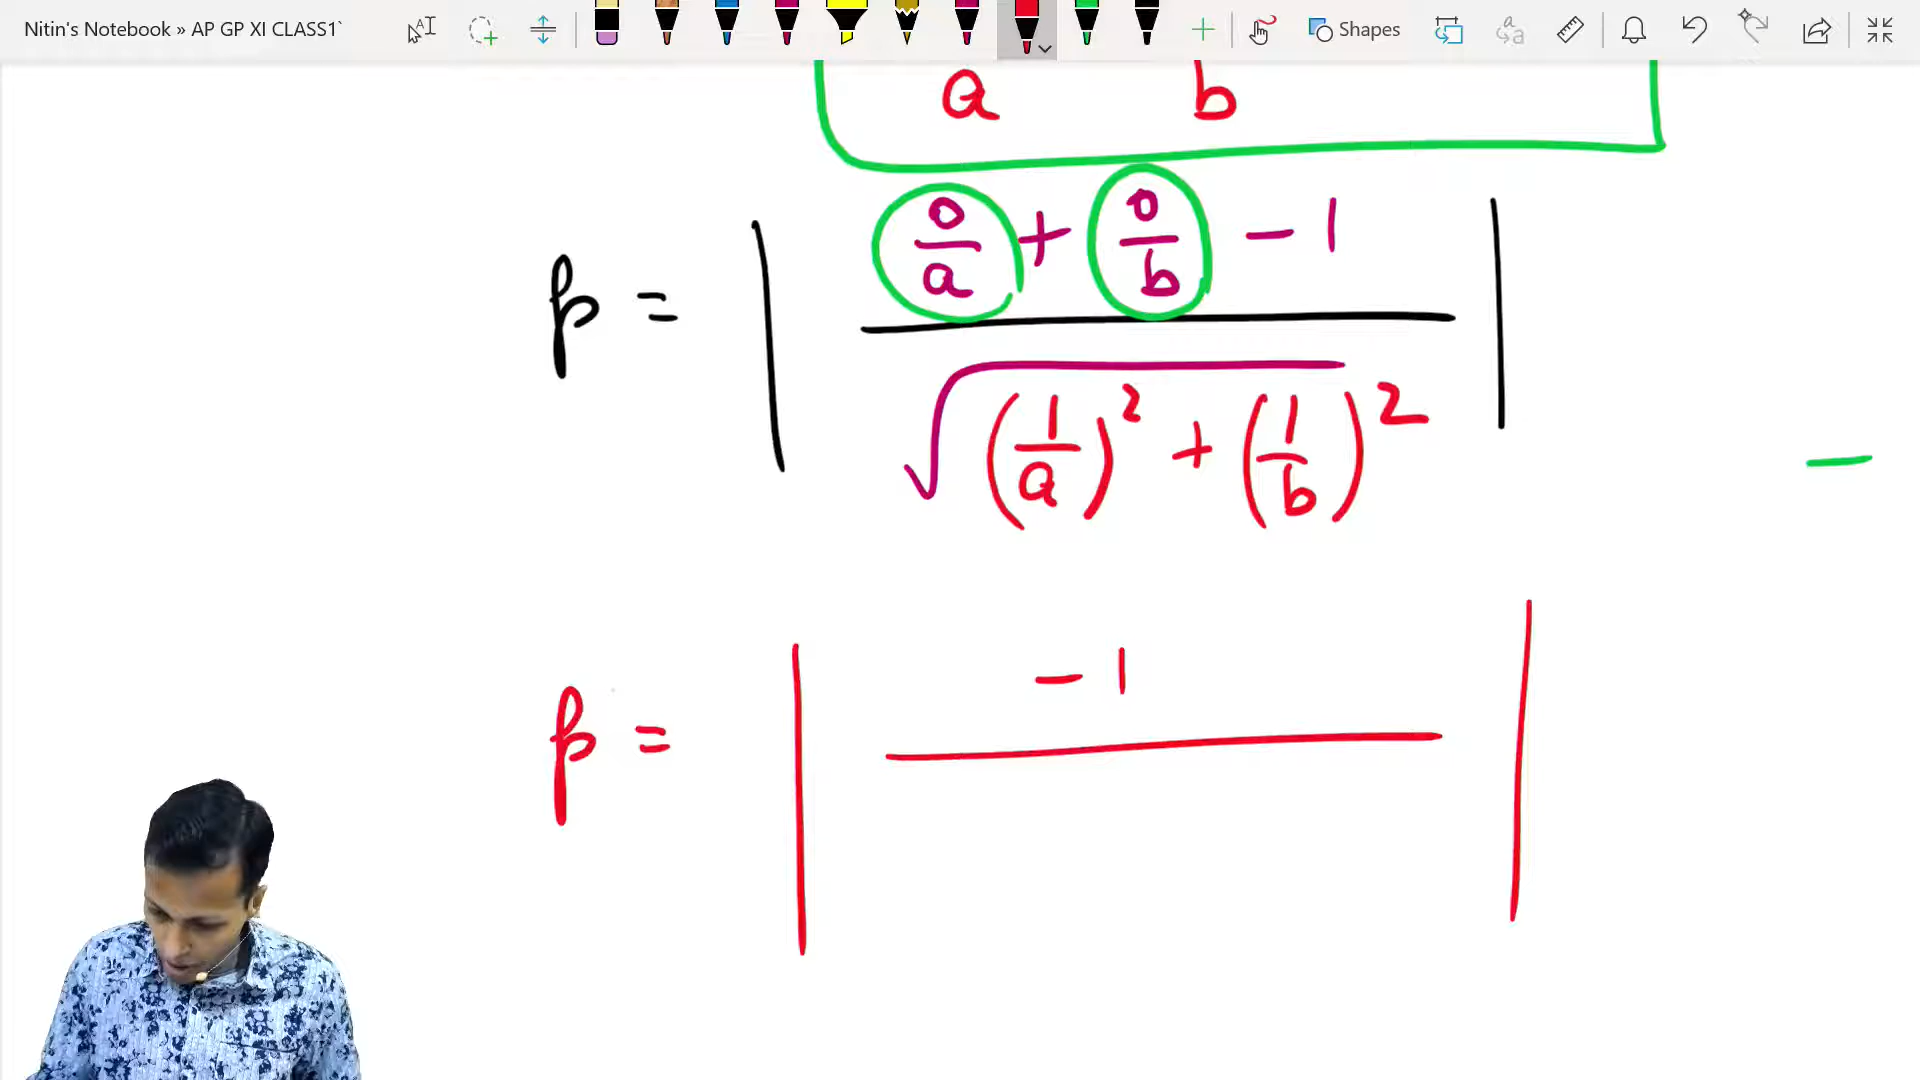 Nitin's Notebook » AP GP XI CLASS1`
Shapes
a b
p = | (0/a + 0/b - 1) / √((1/a)² + (1/b)²) |
-
p = | -1 / |